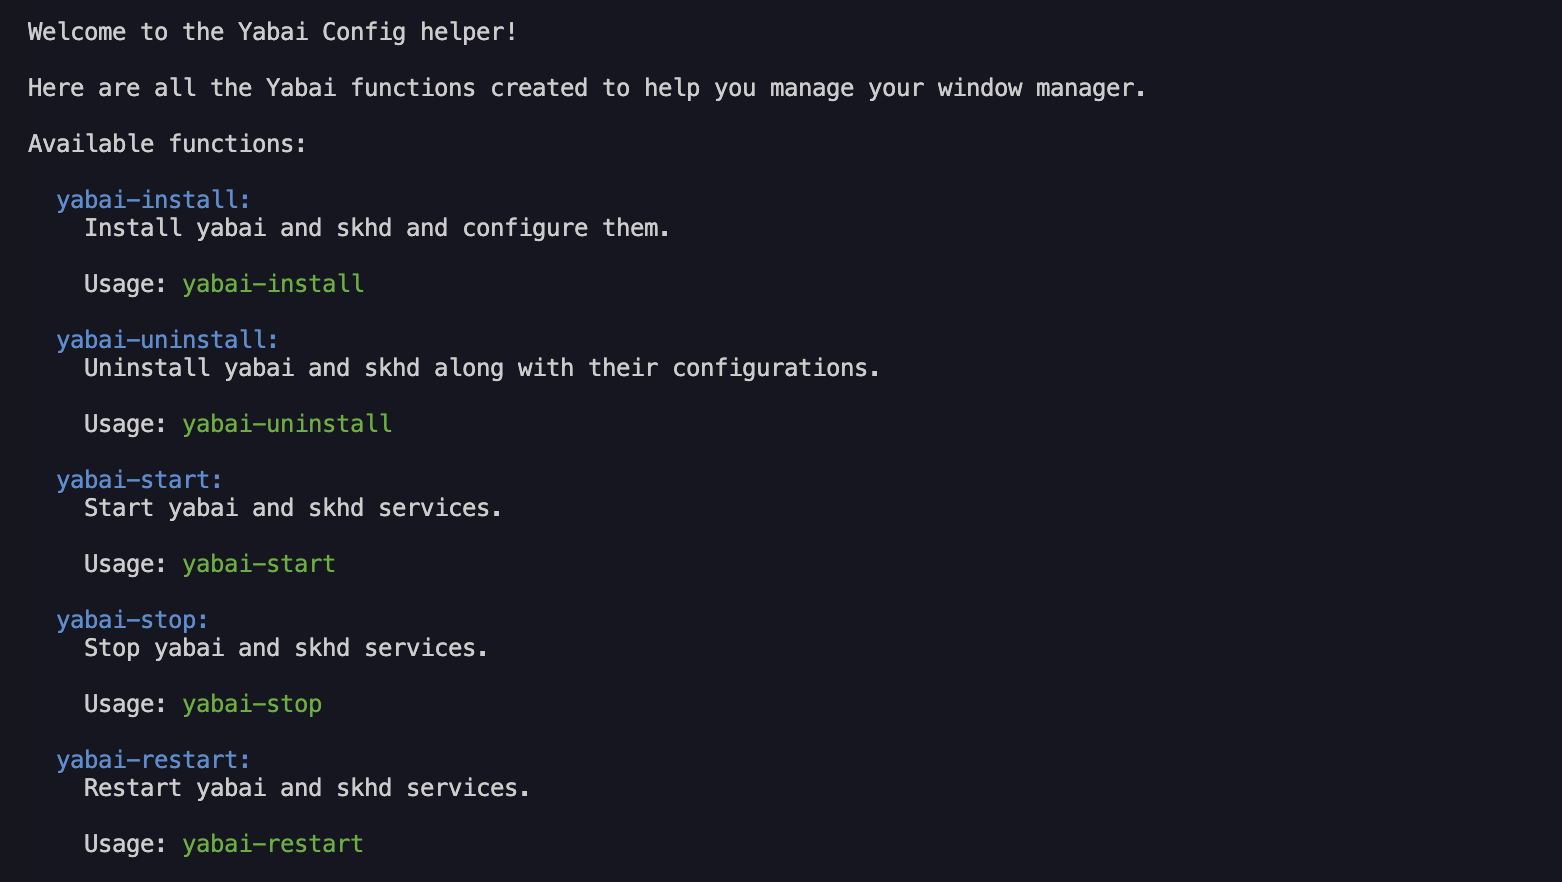 Welcome to the Yabai Config helper!
Here are all the Yabai functions created to help you manage your window manager.
Available functions:
yabai-install:
Install yabai and skhd and configure them.
Usage: yabai-install
yabai-uninstall:
Uninstall yabai and skhd along with their configurations.
Usage: yabai-uninstall
yabai-start:
Start yabai and skhd services.
Usage: yabai-start
yabai-stop:
Stop yabai and skhd services.
Usage: yabai-stop
yabai-restart:
Restart yabai and skhd services.
Usage: yabai-restart